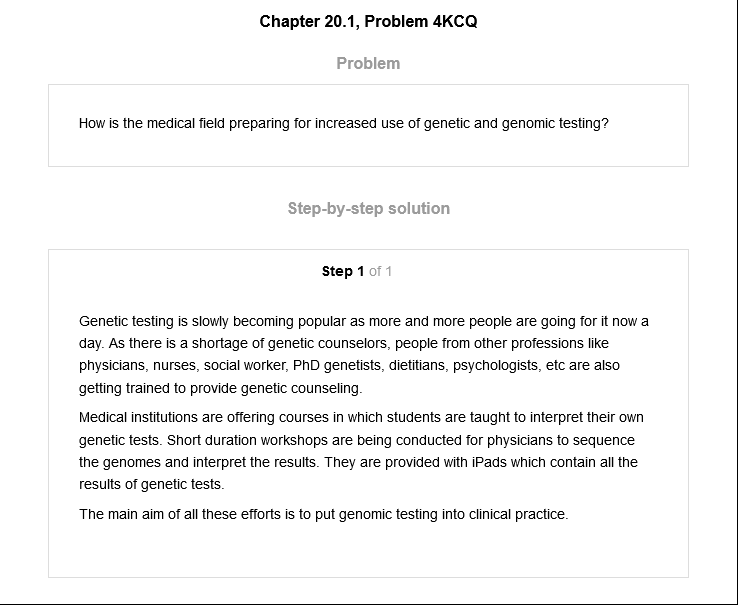 Chapter 20.1, Problem 4KCQ
Problem
How is the medical field preparing for increased use of genetic and genomic testing?
Step-by-step solution
Step 1 of 1
Genetic testing is slowly becoming popular as more and more people are going for it now a
day. As there is a shortage of genetic counselors, people from other professions like
physicians, nurses, social worker, PhD genetists, dietitians, psychologists, etc are also
getting trained to provide genetic counseling.
Medical institutions are offering courses in which students are taught to interpret their own
genetic tests. Short duration workshops are being conducted for physicians to sequence
the genomes and interpret the results. They are provided with iPads which contain all the
results of genetic tests.
The main aim of all these efforts is to put genomic testing into clinical practice.